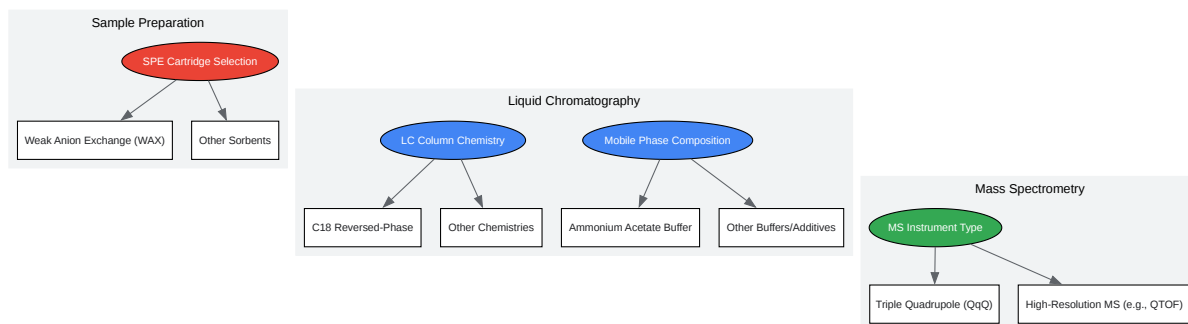 Sample Preparation
SPE Cartridge Selection
Weak Anion Exchange (WAX)
Other Sorbents
Liquid Chromatography
LC Column Chemistry
Mobile Phase Composition
C18 Reversed-Phase
Other Chemistries
Ammonium Acetate Buffer
Other Buffers/Additives
Mass Spectrometry
MS Instrument Type
Triple Quadrupole (QqQ)
High-Resolution MS (e.g., QTOF)